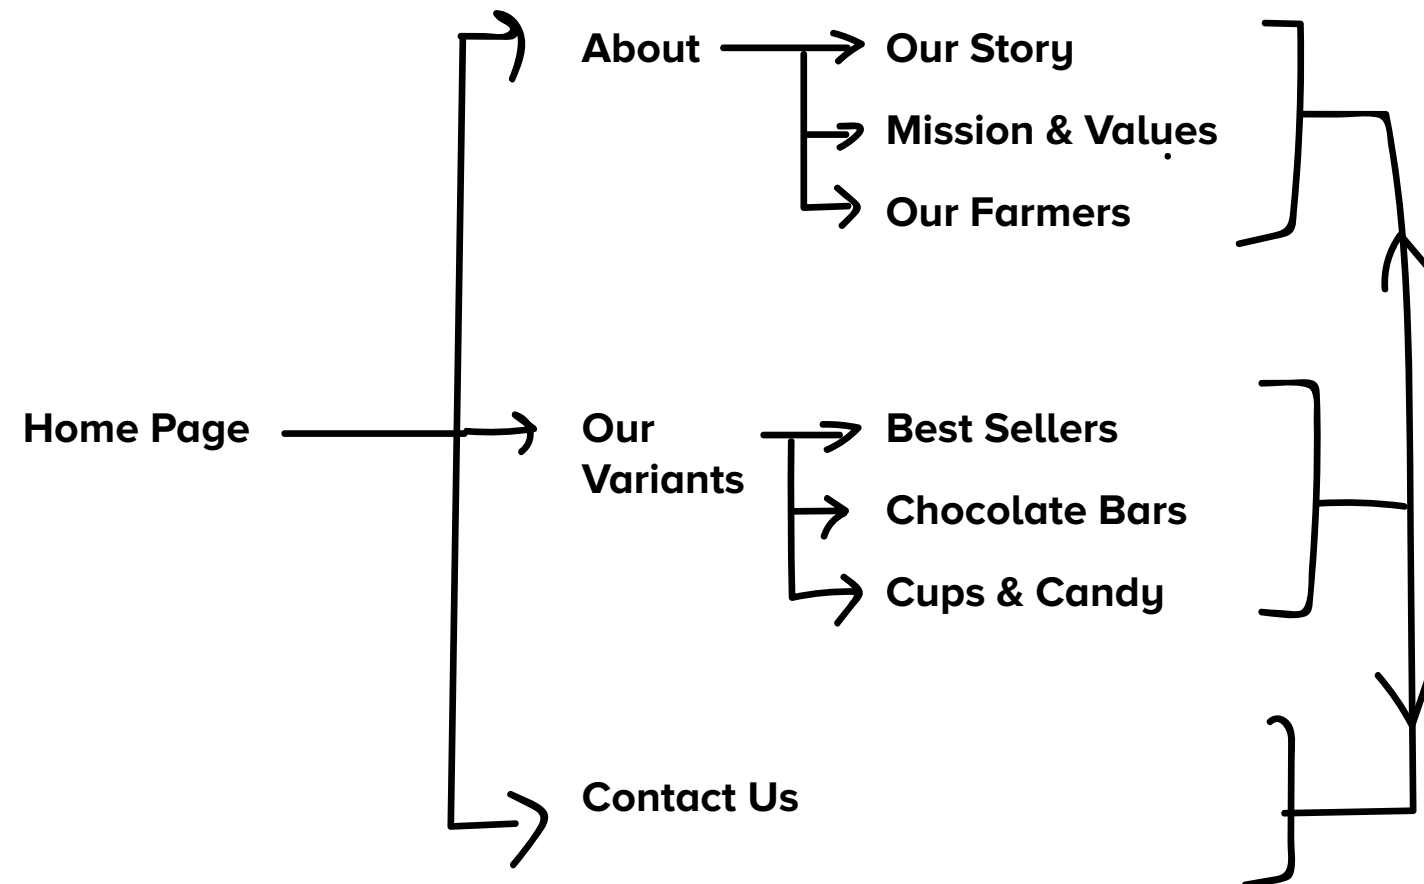 About
Our Story
Mission & Values
Our Farmers
Home Page
Our
Variants
Best Sellers
Chocolate Bars
Cups & Candy
Contact Us